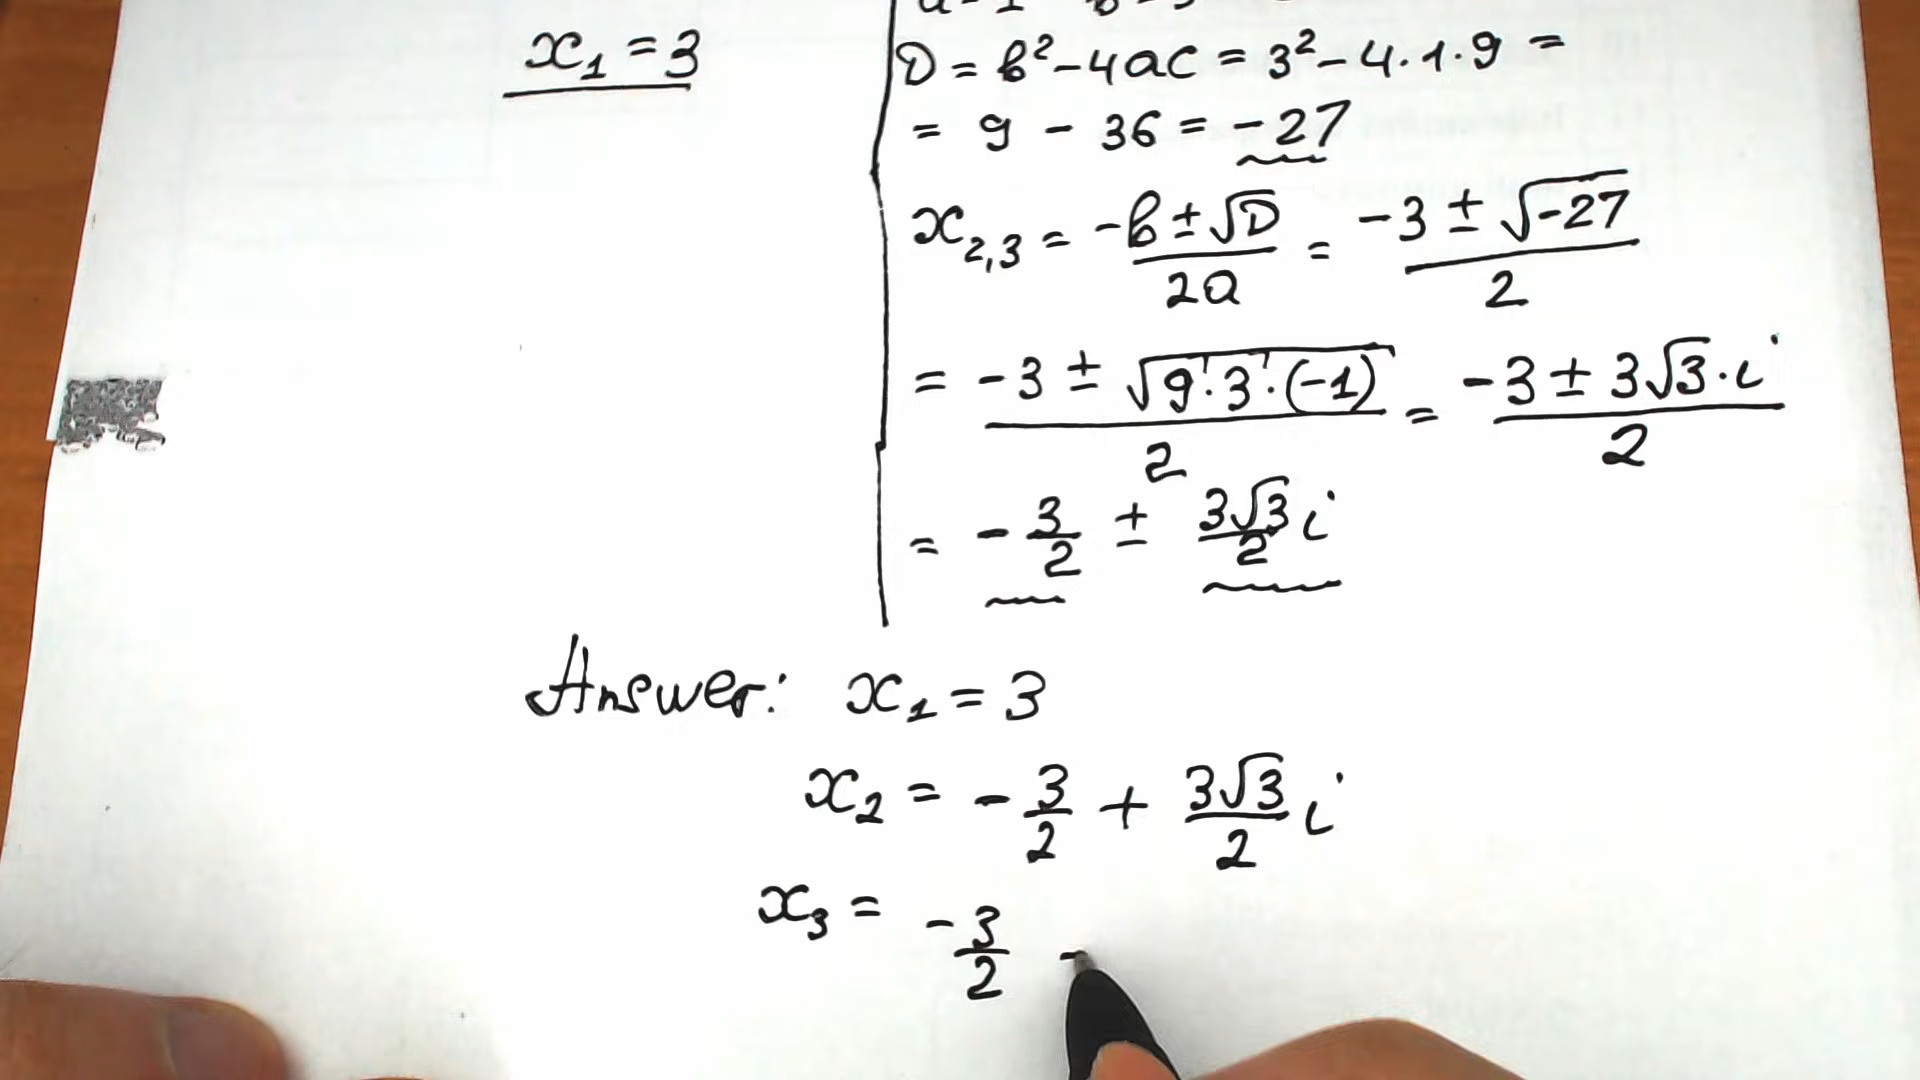 x₁ = 3
D = b² - 4ac = 3² - 4·1·9 =
= 9 - 36 = -27
x₂,₃ = (-b ± √D)/(2a) = (-3 ± √-27)/2
= (-3 ± √(9·3·(-1)))/2 = (-3 ± 3√3·i)/2
= -3/2 ± (3√3)/2 i
Answer: x₁ = 3
x₂ = -3/2 + (3√3)/2 i
x₃ = -3/2 -